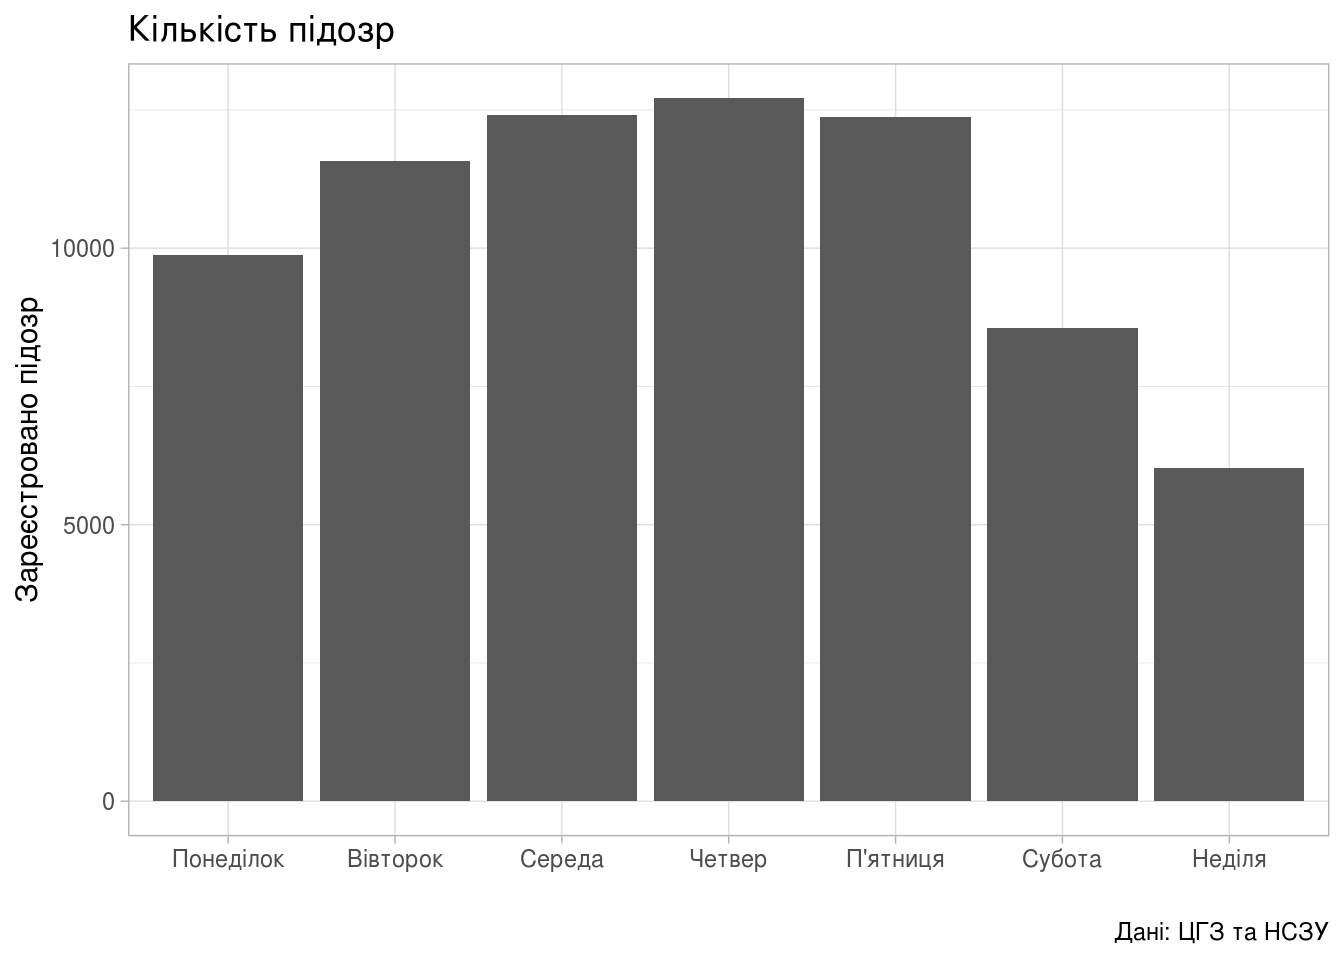 Кількість підозр
Зареєстровано підозр
10000
5000
0
Понеділок Вівторок Середа Четвер П'ятниця Субота Неділя
Дані: ЦГЗ та НСЗУ